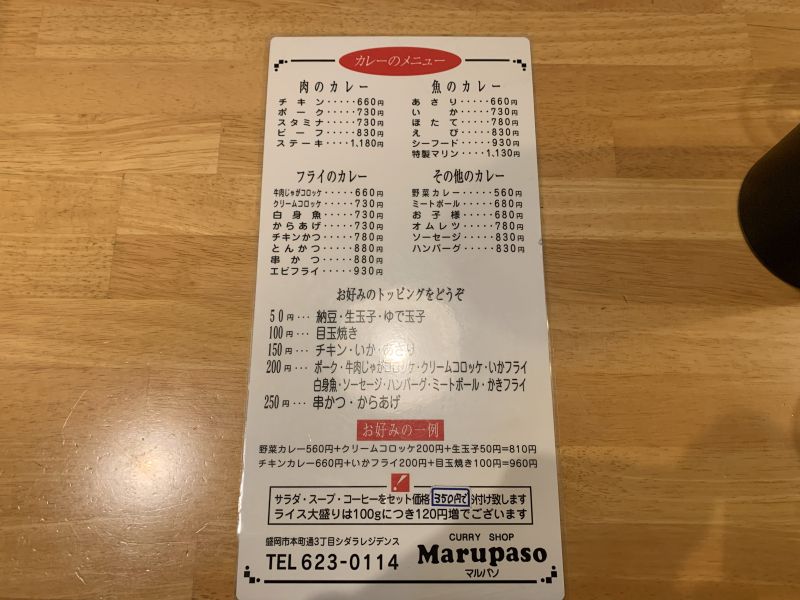 カレーのメニュー
肉のカレー
チキン·····660円
ポーク·····730円
スタミナ·····730円
ビーフ·····830円
ステーキ·····1,180円
魚のカレー
あさり·····660円
いか·····730円
ほたて·····780円
えび·····830円
シーフード·····930円
特製マリン·····1,130円
フライのカレー
牛肉じゃがコロッケ·····660円
クリームコロッケ·····730円
白身魚·····730円
からあげ·····730円
チキンかつ·····780円
とんかつ·····880円
串かつ·····880円
エビフライ·····930円
その他のカレー
野菜カレー·····560円
ミートボール·····680円
お子様·····680円
オムレツ·····780円
ソーセージ·····830円
ハンバーグ·····830円
お好みのトッピングをどうぞ
50円··· 納豆・生玉子・ゆで玉子
100円··· 目玉焼き
150円··· チキン・いか・あさり
200円··· ポーク・牛肉じゃがコロッケ・クリームコロッケ・いかフライ
白身魚・ソーセージ・ハンバーグ・ミートボール・かきフライ
250円··· 串かつ・からあげ
お好みの一例
野菜カレー560円+クリームコロッケ200円+生玉子50円=810円
チキンカレー660円+いかフライ200円+目玉焼き100円=960円
!
サラダ・スープ・コーヒーをセット価格350円でお付け致します
ライス大盛りは100gにつき120円増でございます
盛岡市本町通3丁目シダラレジデンス
TEL 623-0114
CURRY SHOP
Marupaso
マルパソ